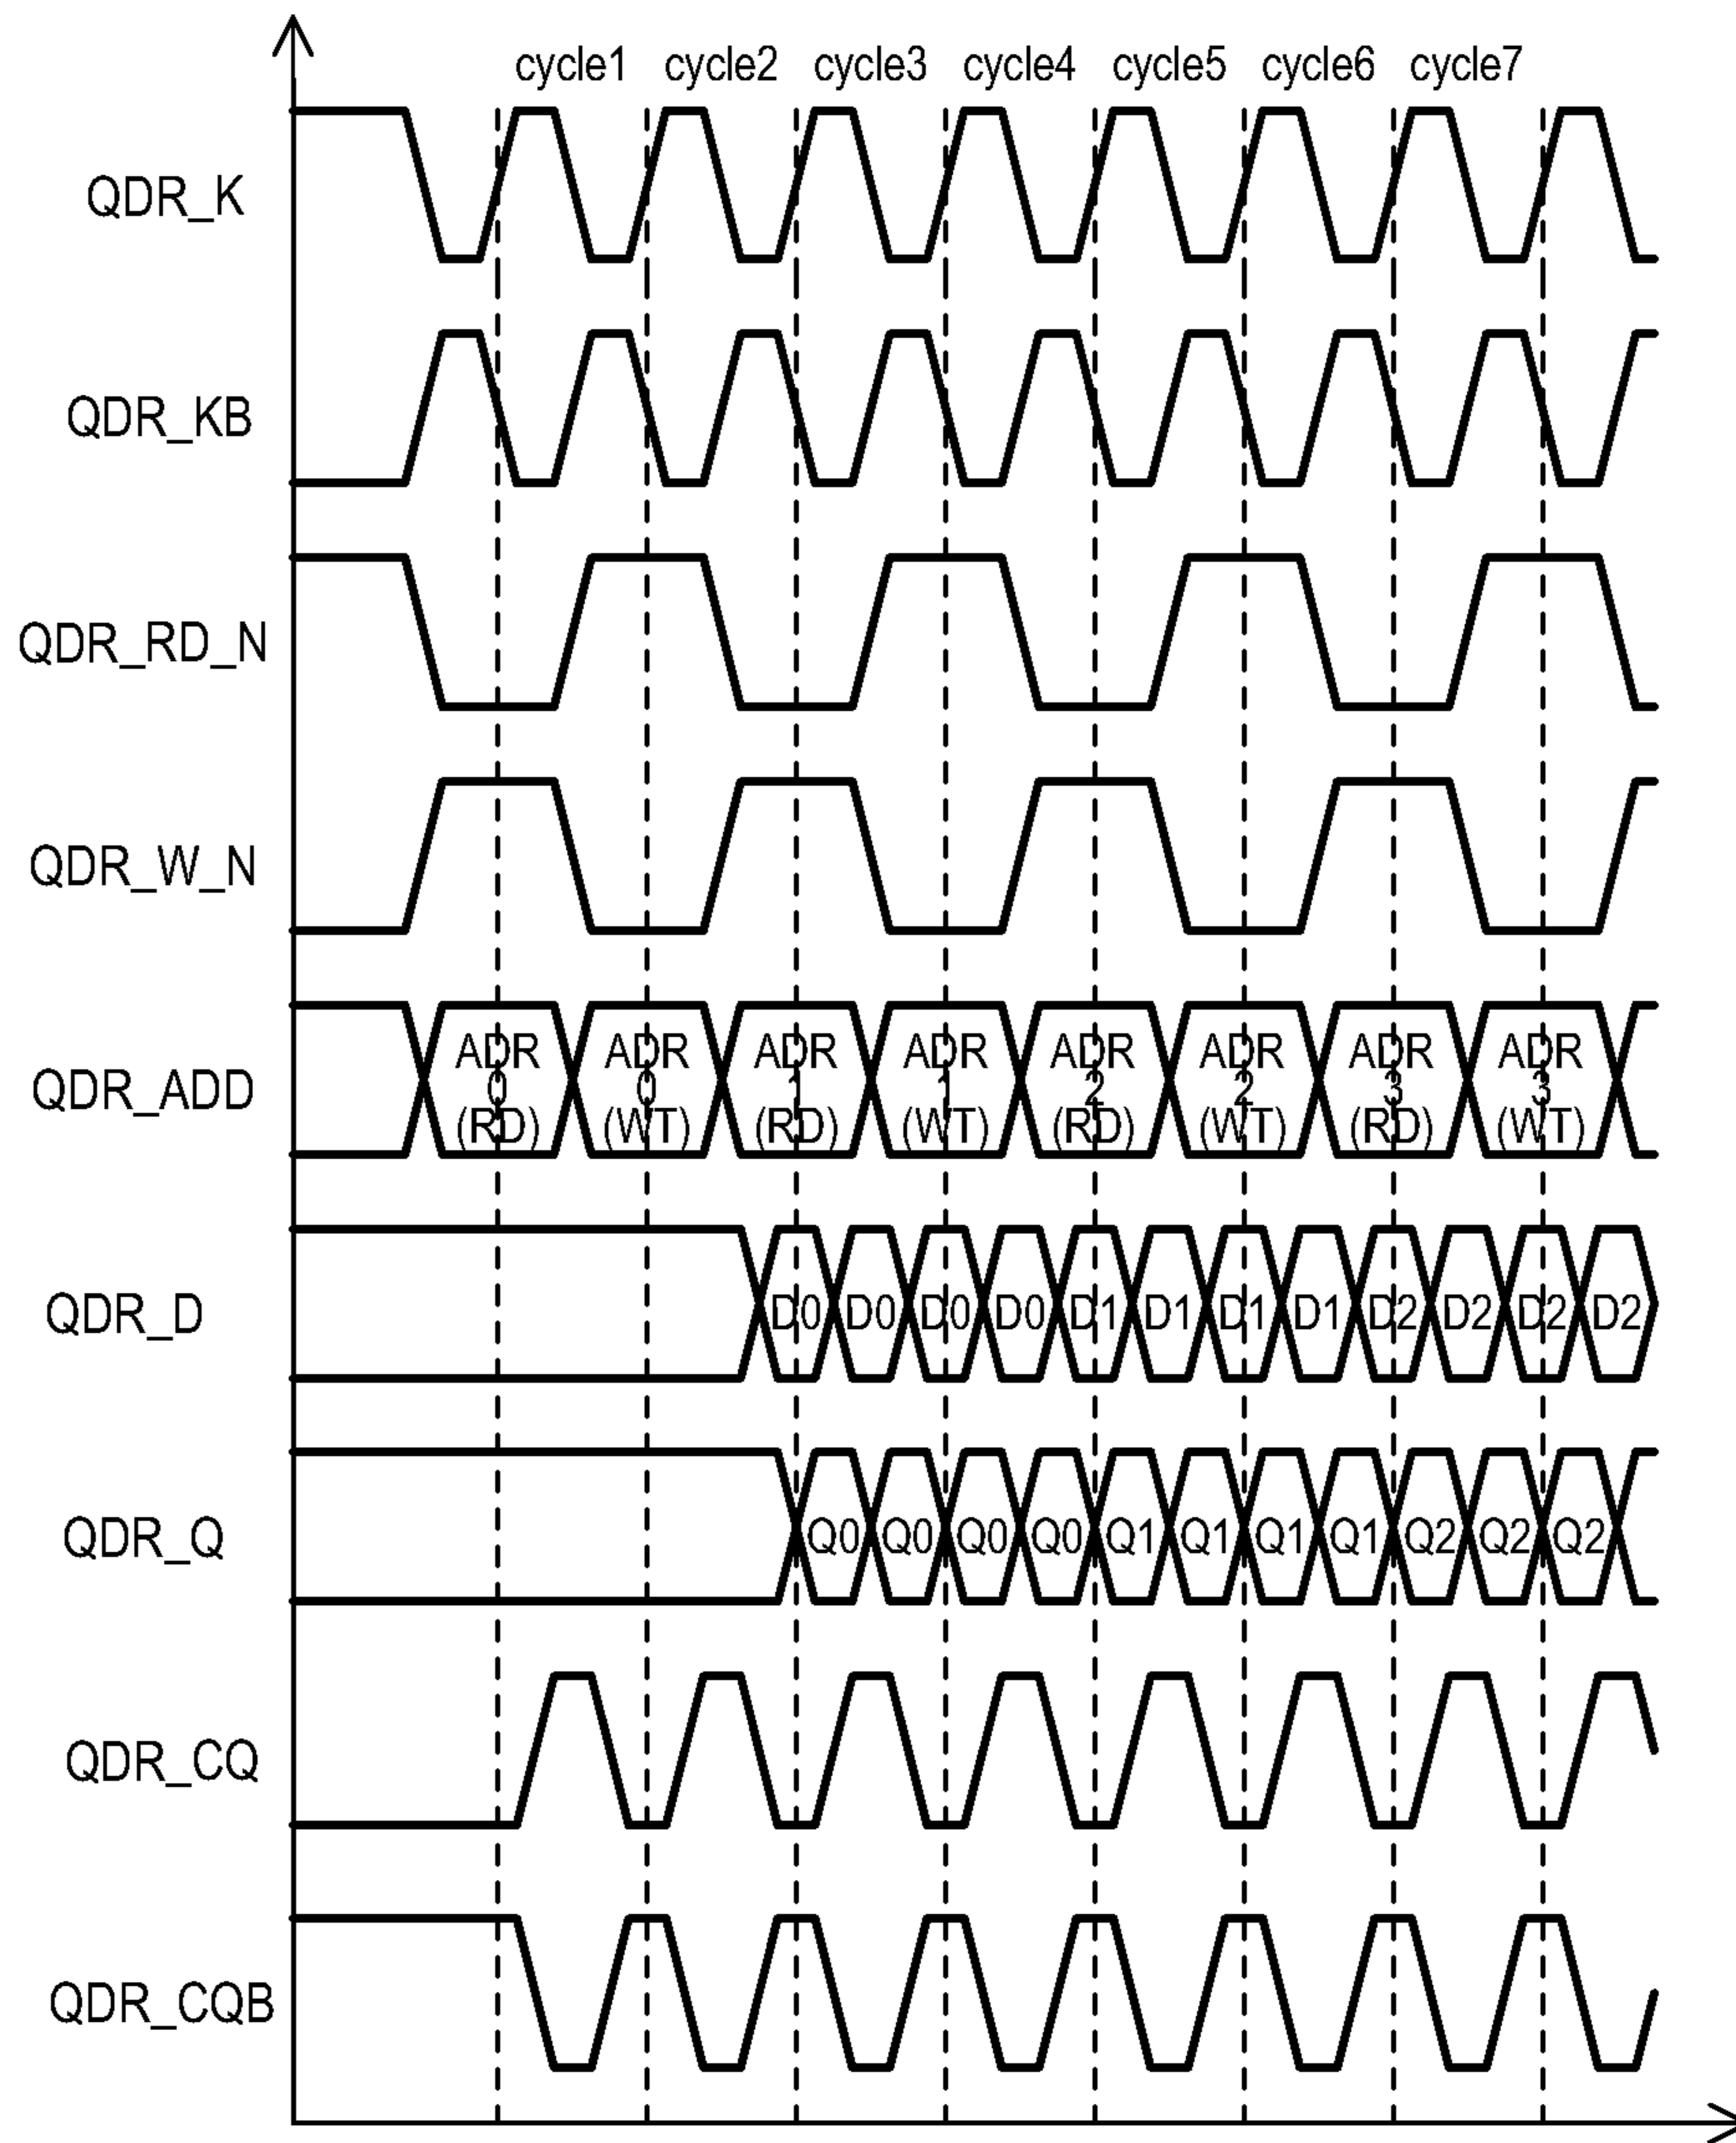 cycle1 cycle2 cycle3 cycle4 cycle5 cycle6 cycle7
QDR_K
QDR_KB
QDR_RD_N
QDR_W_N
QDR_ADD
ADR 0 (RD)
ADR 0 (WT)
ADR 1 (RD)
ADR 1 (WT)
ADR 2 (RD)
ADR 2 (WT)
ADR 3 (RD)
ADR 3 (WT)
QDR_D D0 D0 D0 D0 D1 D1 D1 D1 D2 D2 D2 D2
QDR_Q Q0 Q0 Q0 Q0 Q1 Q1 Q1 Q1 Q2 Q2 Q2
QDR_CQ
QDR_CQB